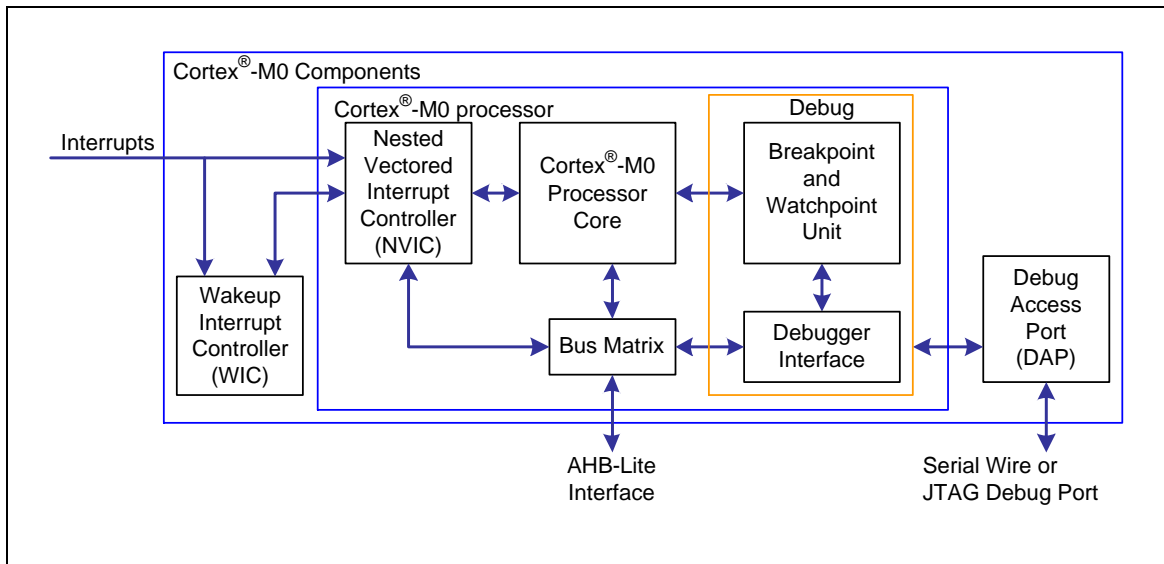 Cortex®-M0 Components
Cortex®-M0 processor
Debug
Interrupts
Nested
Vectored
Interrupt
Controller
(NVIC)
Cortex®-M0
Processor
Core
Breakpoint
and
Watchpoint
Unit
Wakeup
Interrupt
Controller
(WIC)
Bus Matrix
Debugger
Interface
Debug
Access
Port
(DAP)
AHB-Lite
Interface
Serial Wire or
JTAG Debug Port